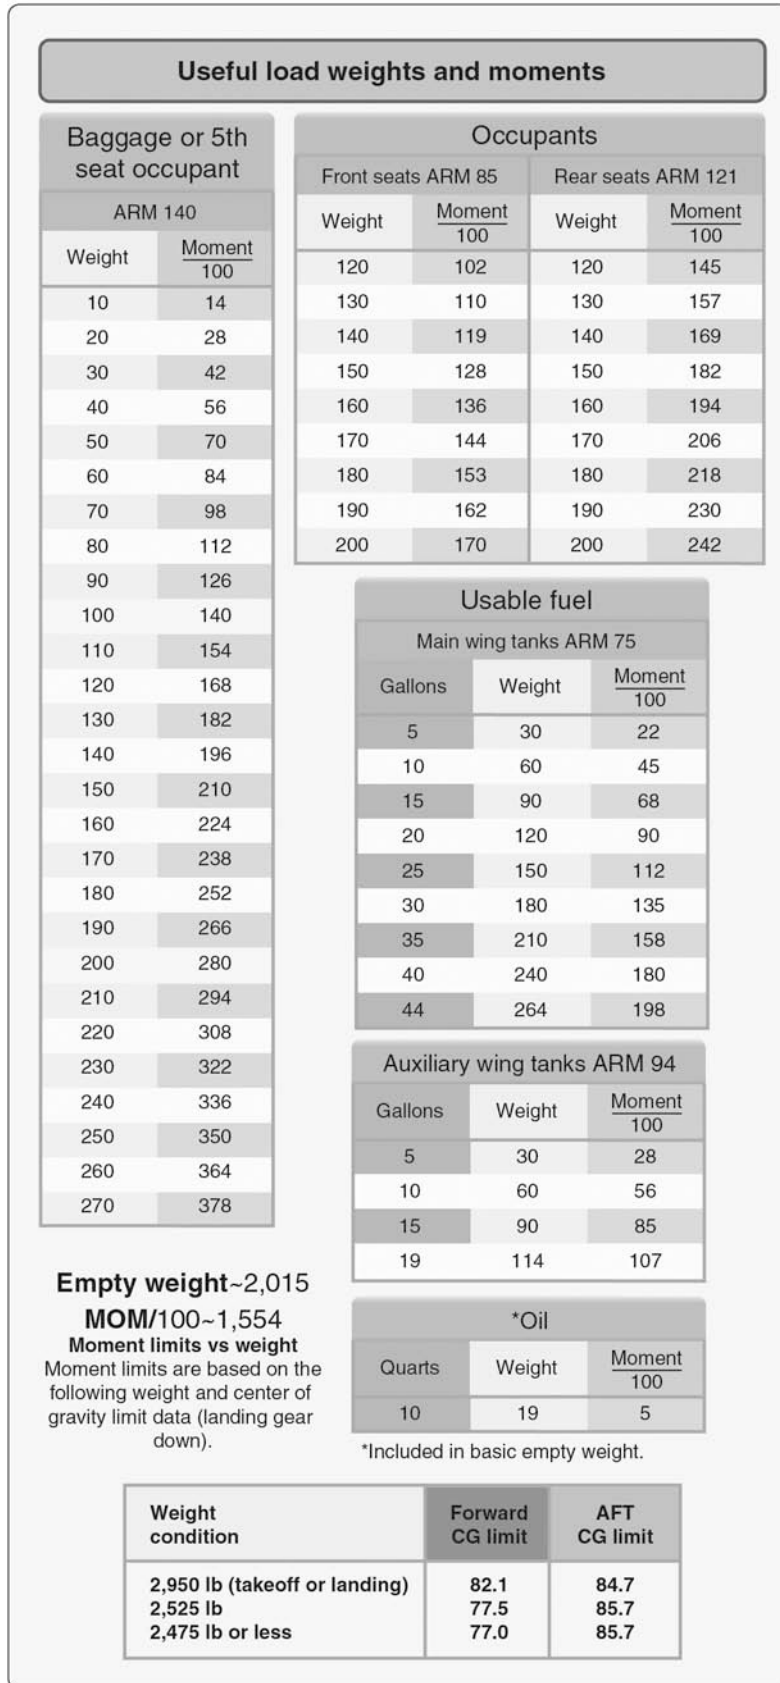 Useful load weights and moments
Baggage or 5th
seat occupant
ARM 140
Weight Moment
100
10 14
20 28
30 42
40 56
50 70
60 84
70 98
80 112
90 126
100 140
110 154
120 168
130 182
140 196
150 210
160 224
170 238
180 252
190 266
200 280
210 294
220 308
230 322
240 336
250 350
260 364
270 378
Occupants
Front seats ARM 85 Rear seats ARM 121
Weight Moment Weight Moment
100 100
120 102 120 145
130 110 130 157
140 119 140 169
150 128 150 182
160 136 160 194
170 144 170 206
180 153 180 218
190 162 190 230
200 170 200 242
Usable fuel
Main wing tanks ARM 75
Gallons Weight Moment
100
5 30 22
10 60 45
15 90 68
20 120 90
25 150 112
30 180 135
35 210 158
40 240 180
44 264 198
Auxiliary wing tanks ARM 94
Gallons Weight Moment
100
5 30 28
10 60 56
15 90 85
19 114 107
*Oil
Quarts Weight Moment
100
10 19 5
*Included in basic empty weight.
Empty weight~2,015
MOM/100~1,554
Moment limits vs weight
Moment limits are based on the
following weight and center of
gravity limit data (landing gear
down).
Weight Forward AFT
condition CG limit CG limit
2,950 lb (takeoff or landing) 82.1 84.7
2,525 lb 77.5 85.7
2,475 lb or less 77.0 85.7